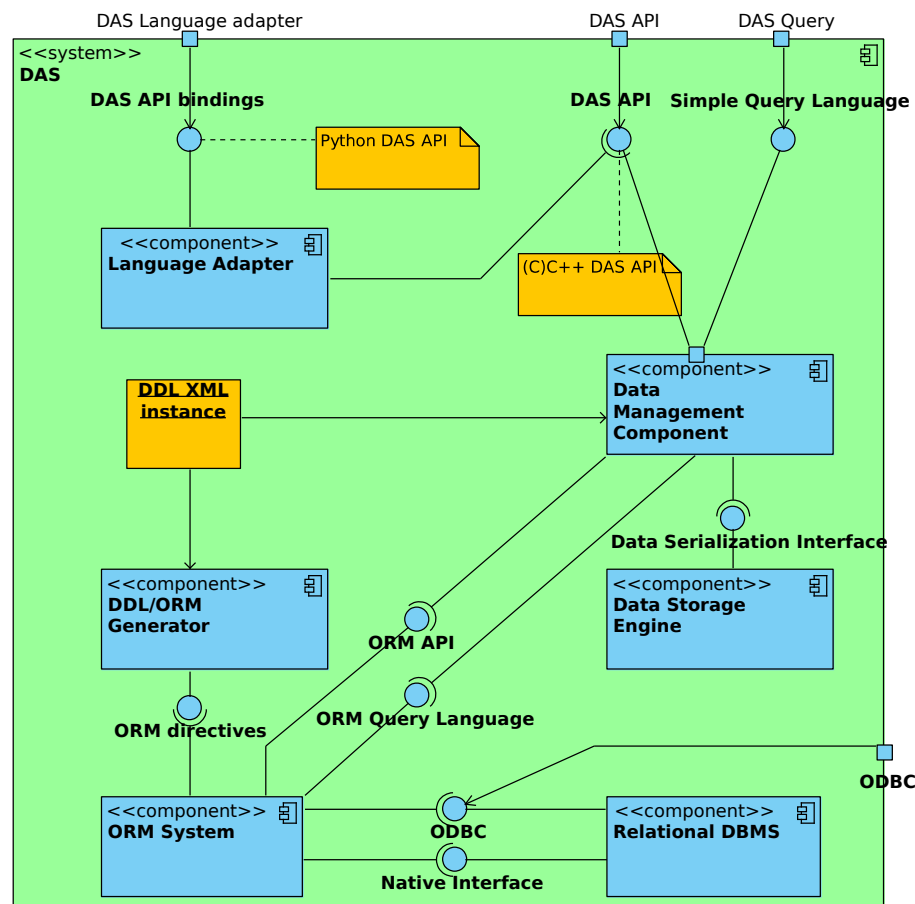 DAS Language adapter
DAS API
DAS Query
<<system>>
DAS
DAS API bindings
DAS API
Simple Query Language
Python DAS API
<<component>>
Language Adapter
(C)C++ DAS API
DDL XML
instance
<<component>>
Data
Management
Component
Data Serialization Interface
<<component>>
DDL/ORM
Generator
<<component>>
Data Storage
Engine
ORM API
ORM Query Language
ORM directives
ODBC
<<component>>
ORM System
ODBC
<<component>>
Relational DBMS
Native Interface